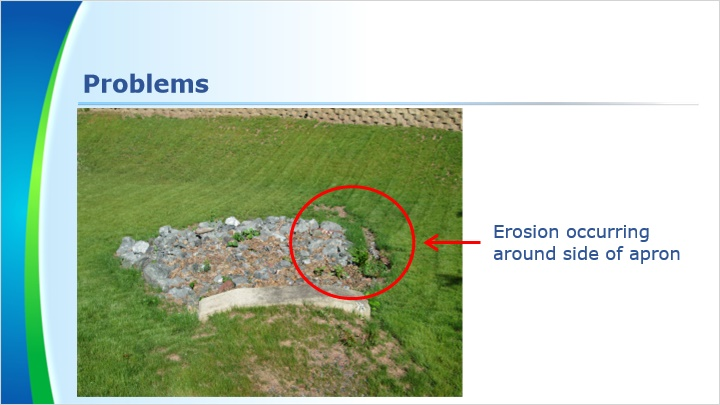 Problems
Erosion occurring
around side of apron